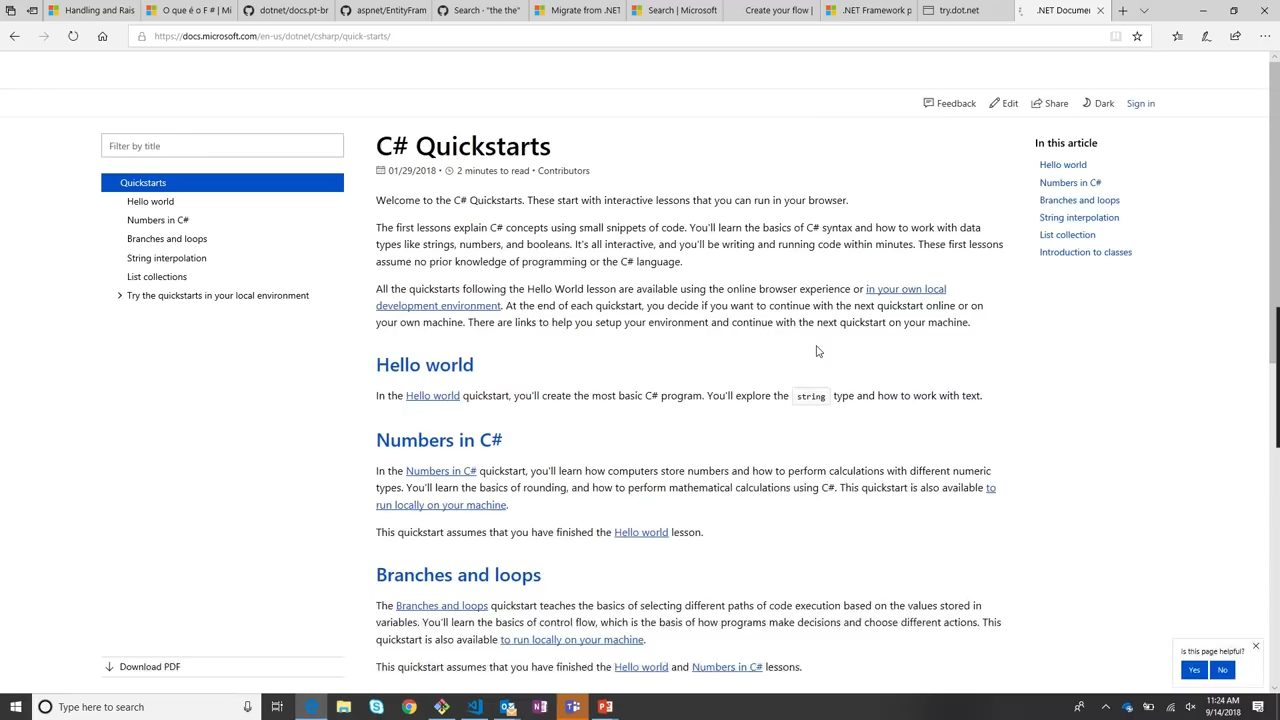 Handling and Rais
O que é o F # | Mi
dotnet/docs.pt-br
aspnet/EntityFram
Search · "the the"
Migrate from .NET
Search | Microsoft
Create your flow |
.NET Framework p
try.dot.net
.NET Documen
https://docs.microsoft.com/en-us/dotnet/csharp/quick-starts/
Feedback
Edit
Share
Dark
Sign in
Filter by title
Quickstarts
Hello world
Numbers in C#
Branches and loops
String interpolation
List collections
Try the quickstarts in your local environment
Download PDF
C# Quickstarts
01/29/2018 • 2 minutes to read • Contributors
Welcome to the C# Quickstarts. These start with interactive lessons that you can run in your browser.
The first lessons explain C# concepts using small snippets of code. You'll learn the basics of C# syntax and how to work with data
types like strings, numbers, and booleans. It's all interactive, and you'll be writing and running code within minutes. These first lessons
assume no prior knowledge of programming or the C# language.
All the quickstarts following the Hello World lesson are available using the online browser experience or in your own local
development environment. At the end of each quickstart, you decide if you want to continue with the next quickstart online or on
your own machine. There are links to help you setup your environment and continue with the next quickstart on your machine.
Hello world
In the Hello world quickstart, you'll create the most basic C# program. You'll explore the string type and how to work with text.
Numbers in C#
In the Numbers in C# quickstart, you'll learn how computers store numbers and how to perform calculations with different numeric
types. You'll learn the basics of rounding, and how to perform mathematical calculations using C#. This quickstart is also available to
run locally on your machine.
This quickstart assumes that you have finished the Hello world lesson.
Branches and loops
The Branches and loops quickstart teaches the basics of selecting different paths of code execution based on the values stored in
variables. You'll learn the basics of control flow, which is the basis of how programs make decisions and choose different actions. This
quickstart is also available to run locally on your machine.
This quickstart assumes that you have finished the Hello world and Numbers in C# lessons.
In this article
Hello world
Numbers in C#
Branches and loops
String interpolation
List collection
Introduction to classes
Is this page helpful?
Yes
No
Type here to search
11:24 AM
9/14/2018